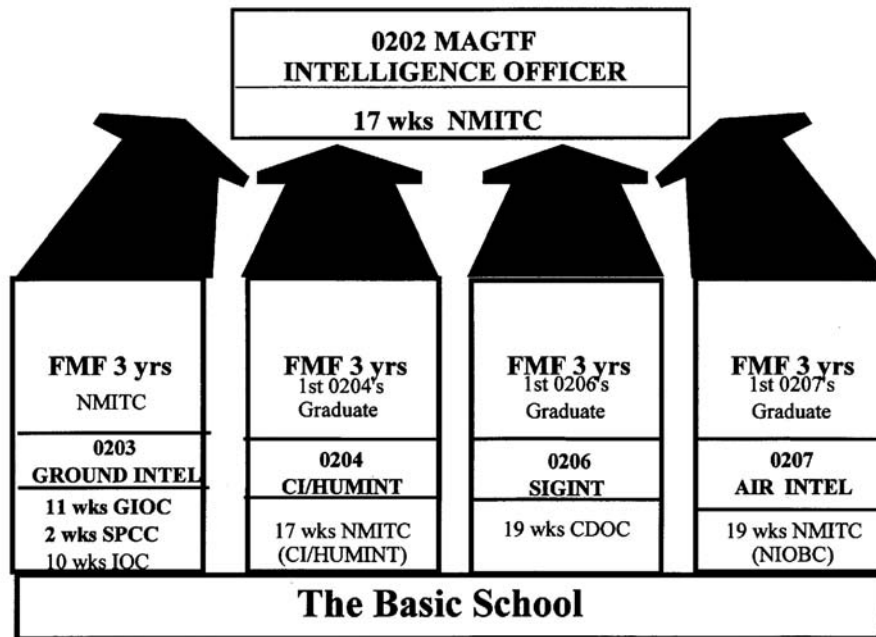 0202 MAGTF
INTELLIGENCE OFFICER
17 wks NMITC
FMF 3 yrs
NMITC
0203
GROUND INTEL
11 wks GIOC
2 wks SPCC
10 wks IOC
FMF 3 yrs
1st 0204's
Graduate
0204
CI/HUMINT
17 wks NMITC
(CI/HUMINT)
FMF 3 yrs
1st 0206's
Graduate
0206
SIGINT
19 wks CDOC
FMF 3 yrs
1st 0207's
Graduate
0207
AIR INTEL
19 wks NMITC
(NIOBC)
The Basic School